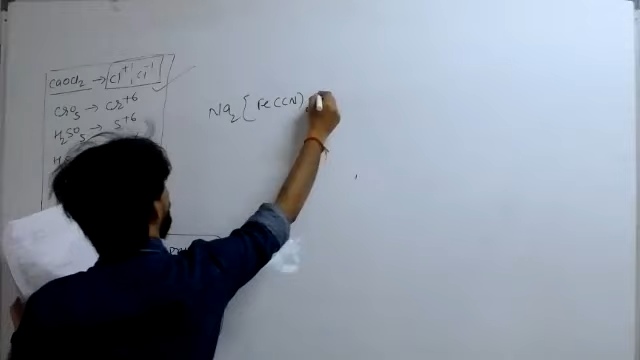 CaOCl2 → Cl+1, Cl-1
CrO5 → Cr+6
H2SO5 → S+6
Na2[Fe(CN)